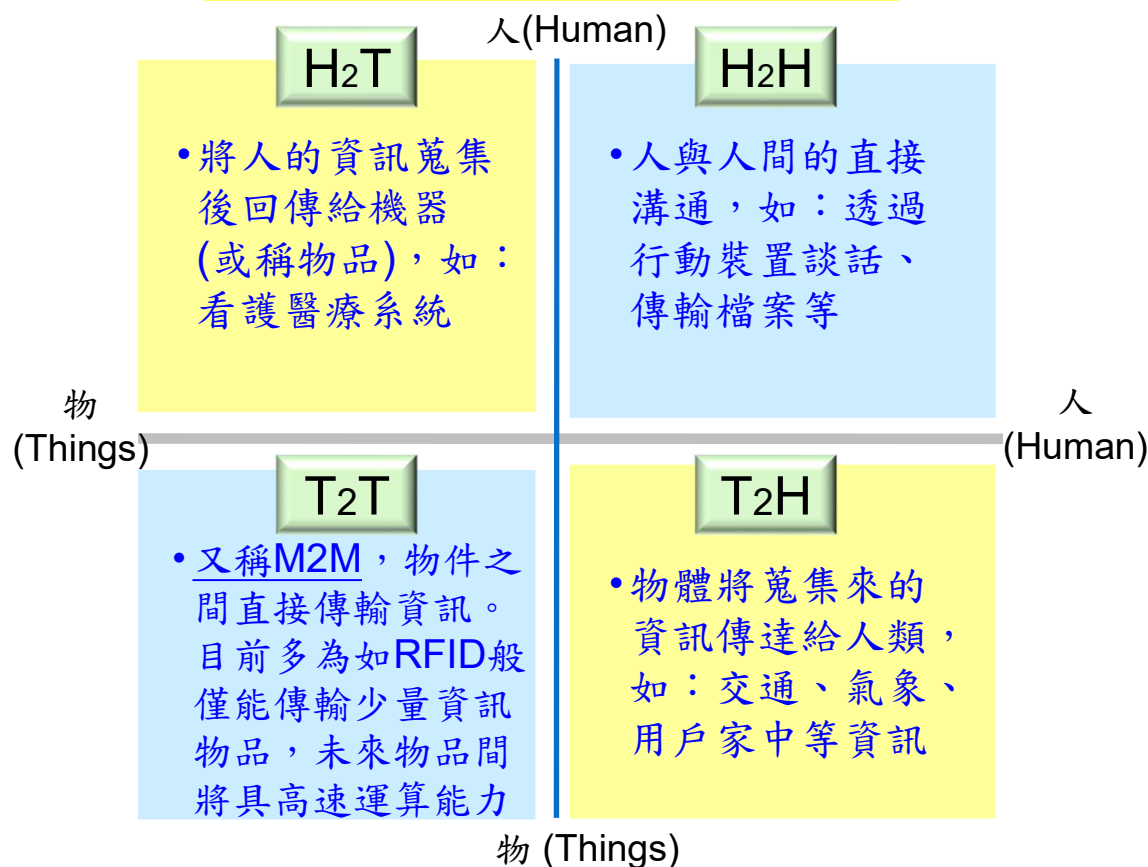 人(Human)
H2T
•將人的資訊蒐集
後回傳給機器
(或稱物品)，如：
看護醫療系統
H2H
•人與人間的直接
溝通，如：透過
行動裝置談話、
傳輸檔案等
物
(Things)
人
(Human)
T2T
•又稱M2M，物件之
間直接傳輸資訊。
目前多為如RFID般
僅能傳輸少量資訊
物品，未來物品間
將具高速運算能力
T2H
•物體將蒐集來的
資訊傳達給人類，
如：交通、氣象、
用戶家中等資訊
物 (Things)